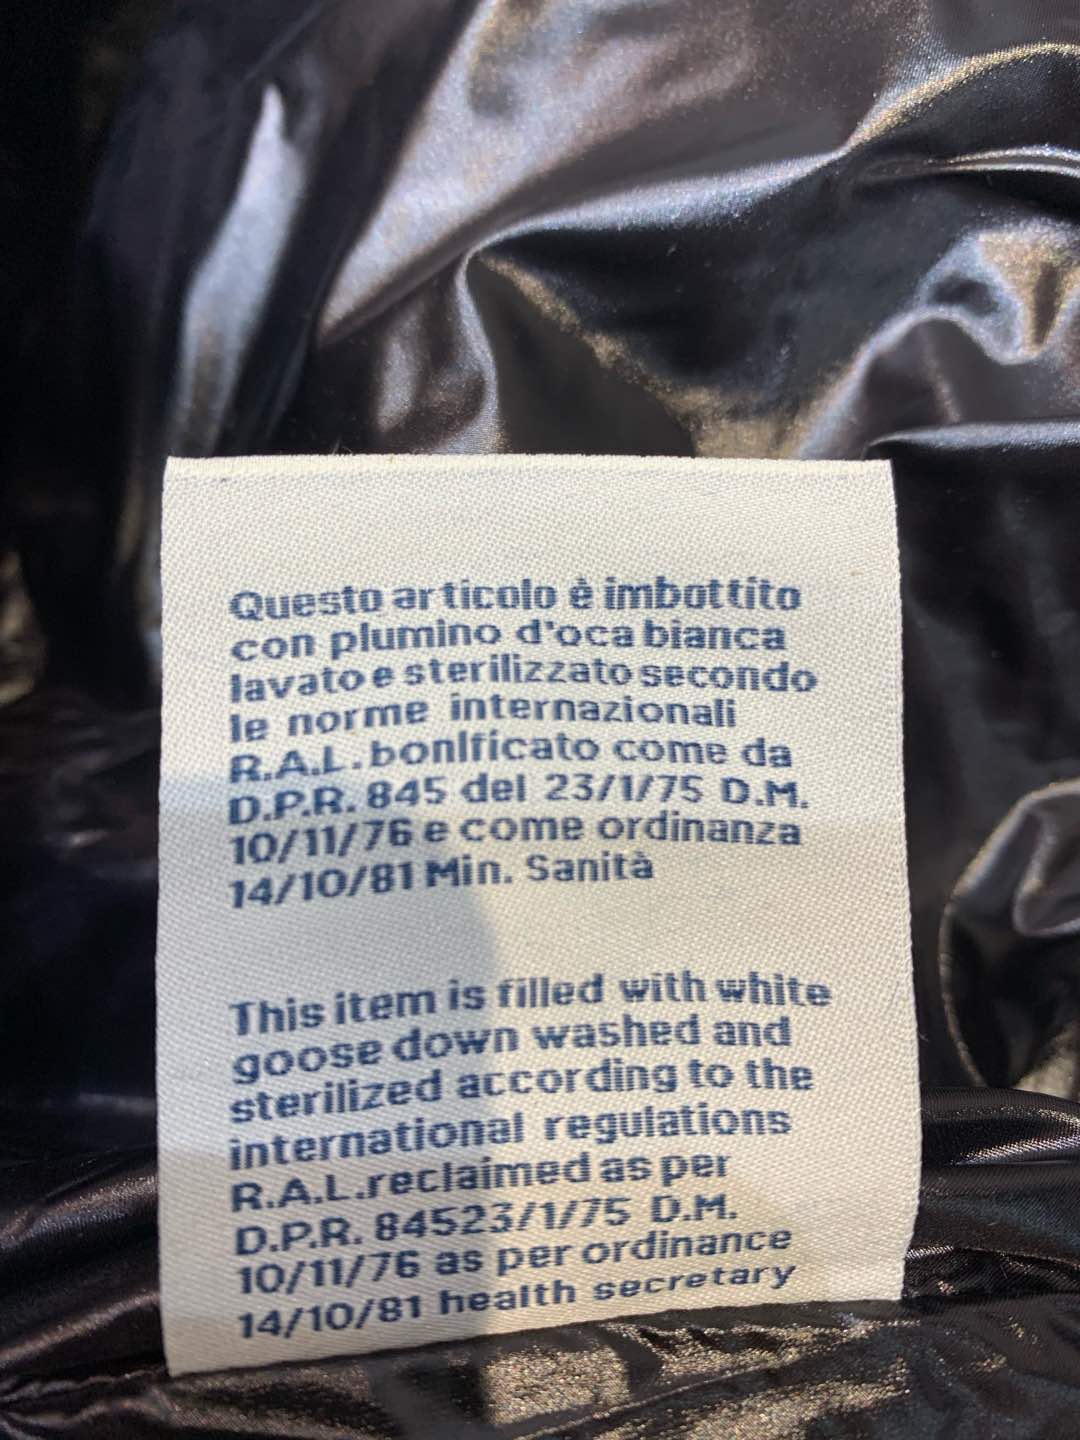 Questo articolo è imbottito
con plumino d'oca bianca
lavato e sterilizzato secondo
le norme internazionali
R.A.L. bonlficato come da
D.P.R. 845 del 23/1/75 D.M.
10/11/76 e come ordinanza
14/10/81 Min. Sanità
This item is filled with white
goose down washed and
sterilized according to the
international regulations
R.A.L.reclaimed as per
D.P.R. 84523/1/75 D.M.
10/11/76 as per ordinance
14/10/81 health secretary